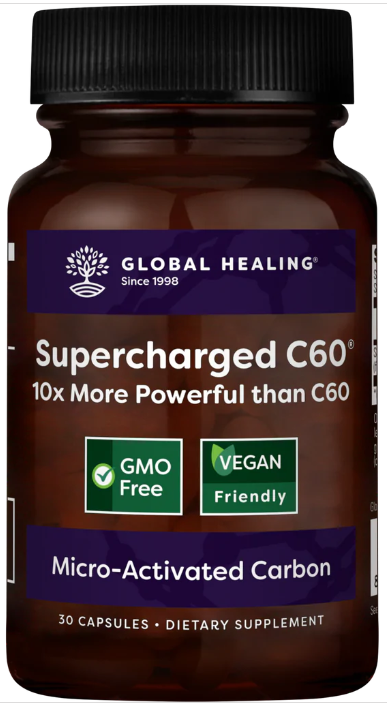 GLOBAL HEALING®
Since 1998
Supercharged C60®
10x More Powerful than C60
GMO
Free
VEGAN
Friendly
Micro-Activated Carbon
30 CAPSULES • DIETARY SUPPLEMENT